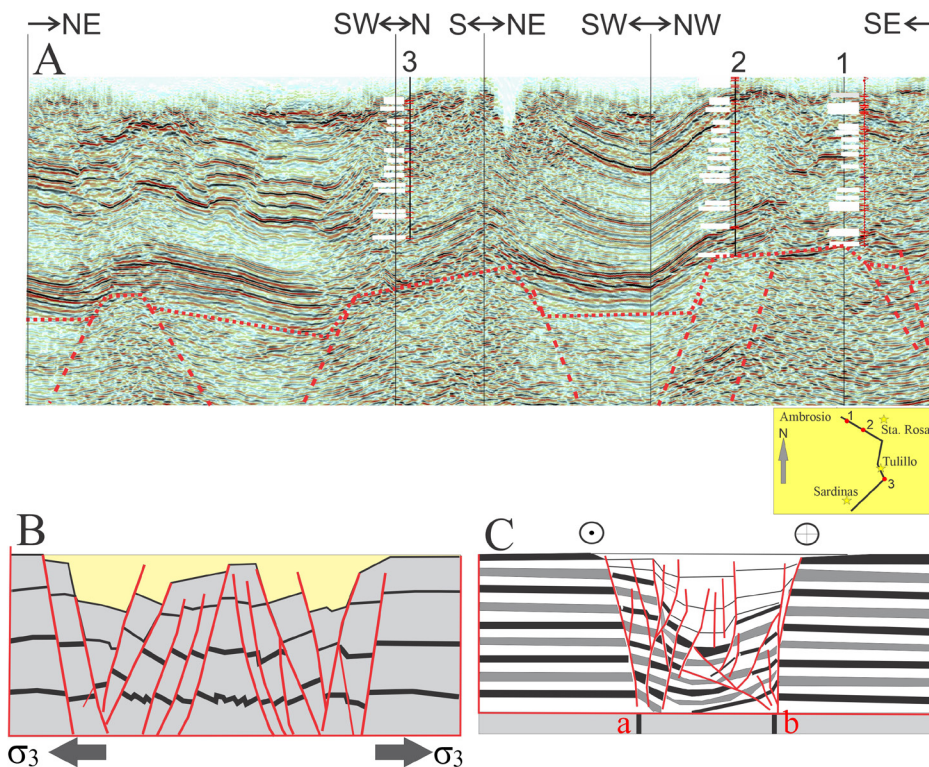 NE SW N S NE SW NW SE
A 3 2 1
Ambrosio 1
2 Sta. Rosa
N
Tulillo
Sardinas 3
B C
σ3 σ3 a b